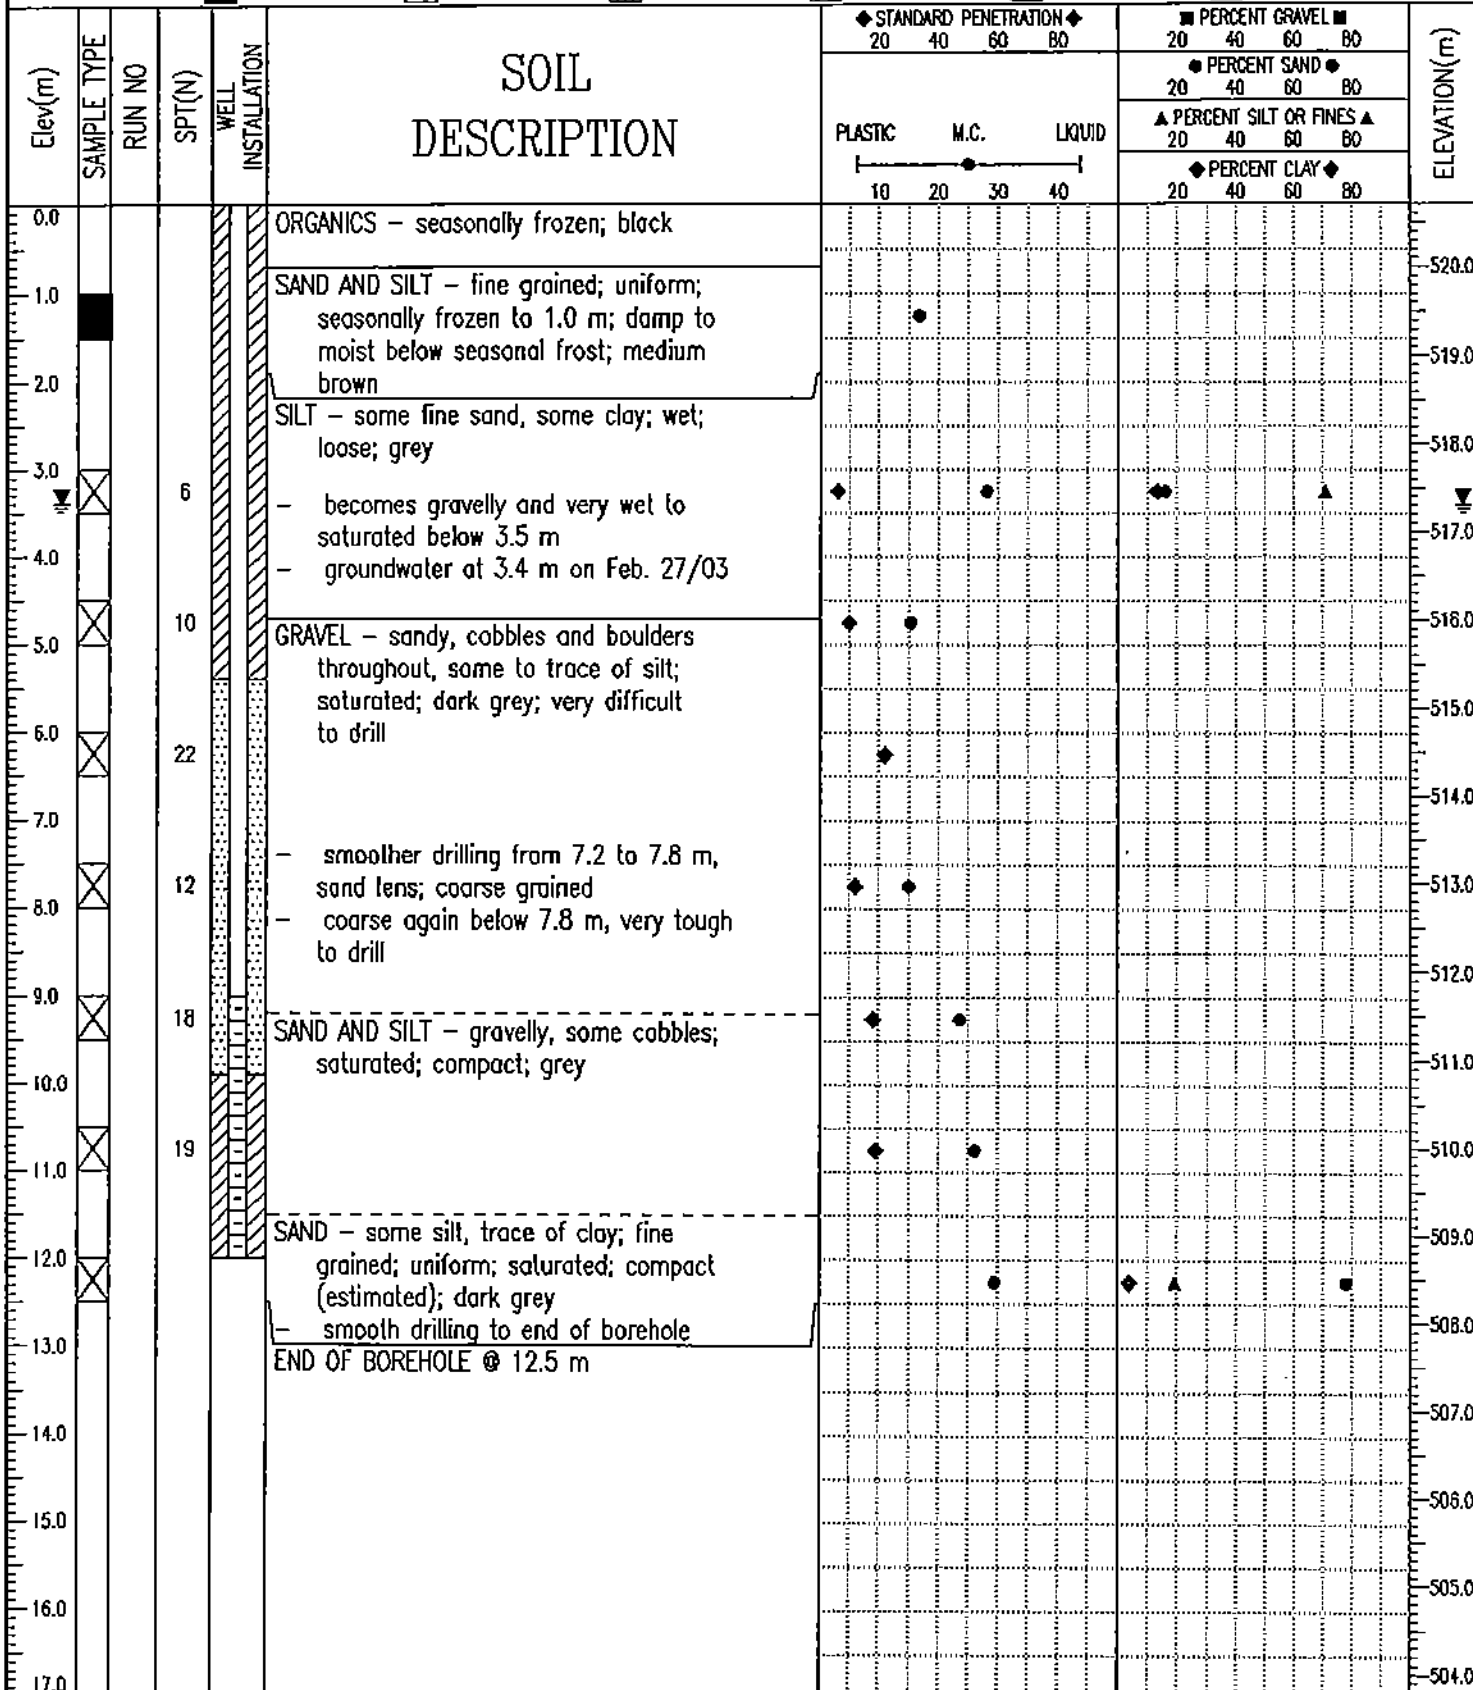 Elev(m)
SAMPLE TYPE
RUN NO
SPT(N)
WELL
INSTALLATION
SOIL
DESCRIPTION
◆ STANDARD PENETRATION ◆
20 40 60 80
PLASTIC M.C. LIQUID
10 20 30 40
■ PERCENT GRAVEL ■
20 40 60 80
● PERCENT SAND ●
20 40 60 80
▲ PERCENT SILT OR FINES ▲
20 40 60 80
◆ PERCENT CLAY ◆
20 40 60 80
ELEVATION(m)
0.0
ORGANICS – seasonally frozen; black
520.0
SAND AND SILT – fine grained; uniform;
1.0
seasonally frozen to 1.0 m; damp to
moist below seasonal frost; medium
519.0
brown
2.0
SILT – some fine sand, some clay; wet;
loose; grey
518.0
3.0
6
– becomes gravelly and very wet to
saturated below 3.5 m
517.0
4.0
– groundwater at 3.4 m on Feb. 27/03
10
516.0
GRAVEL – sandy, cobbles and boulders
5.0
throughout, some to trace of silt;
saturated; dark grey; very difficult
515.0
to drill
6.0
22
514.0
7.0
– smoother drilling from 7.2 to 7.8 m,
sand lens; coarse grained
12
513.0
8.0
– coarse again below 7.8 m, very tough
to drill
512.0
9.0
18
SAND AND SILT – gravelly, some cobbles;
saturated; compact; grey
511.0
10.0
19
510.0
11.0
SAND – some silt, trace of clay; fine
509.0
12.0
grained; uniform; saturated; compact
(estimated); dark grey
– smooth drilling to end of borehole
508.0
13.0
END OF BOREHOLE @ 12.5 m
507.0
14.0
506.0
15.0
505.0
16.0
504.0
17.0